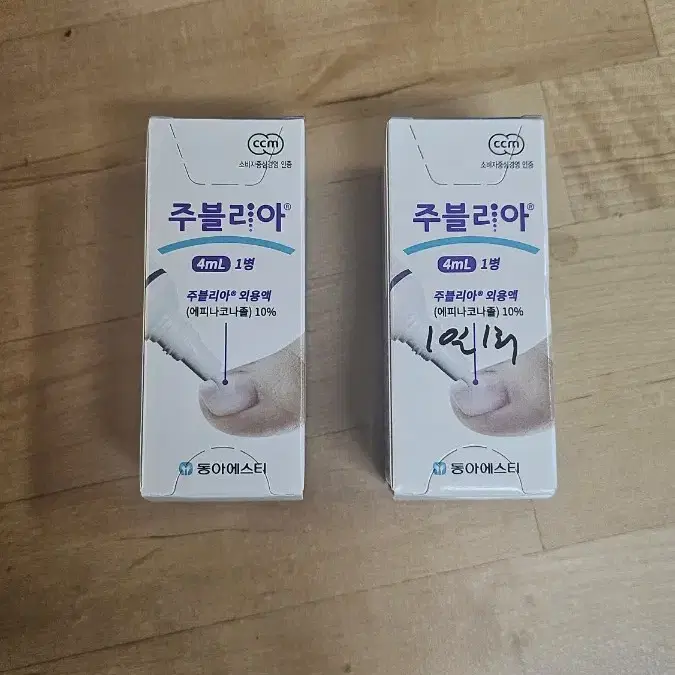 ccm
소비자중심경영 인증
주블리아®
4mL 1병
주블리아® 외용액
(에피나코나졸) 10%
동아에스티
ccm
소비자중심경영 인증
주블리아®
4mL 1병
주블리아® 외용액
(에피나코나졸) 10%
1일1회
동아에스티